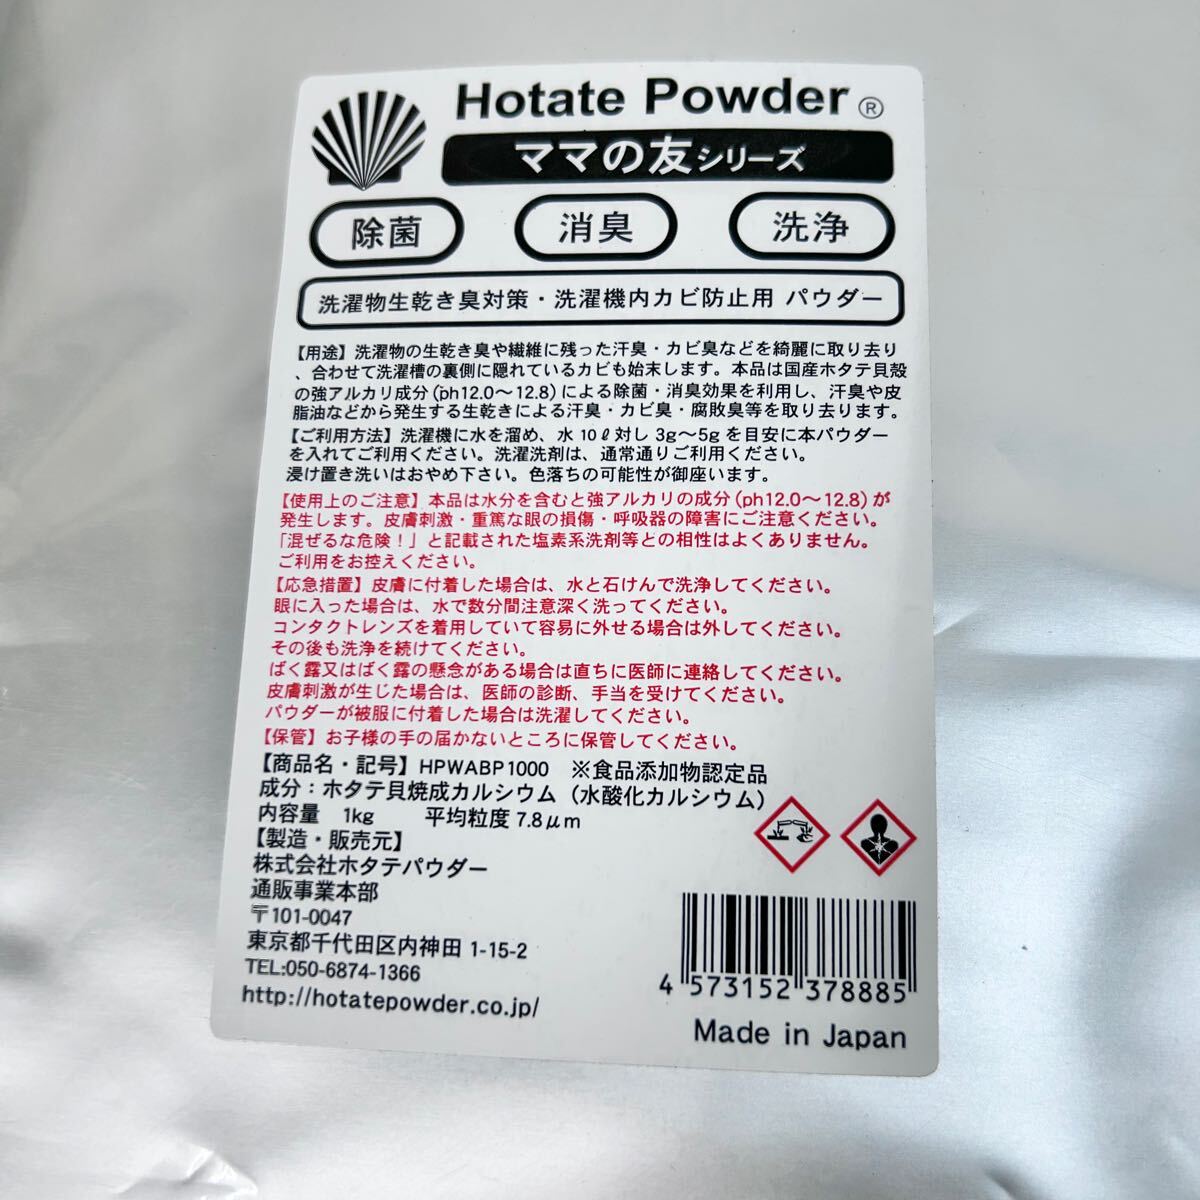 Hotate Powder ®
ママの友シリーズ
除菌 消臭 洗浄
洗濯物生乾き臭対策・洗濯機内カビ防止用 パウダー
【用途】洗濯物の生乾き臭や繊維に残った汗臭・カビ臭などを綺麗に取り去り
、合わせて洗濯槽の裏側に隠れているカビも始末します。本品は国産ホタテ貝殻
の強アルカリ成分(ph12.0～12.8)による除菌・消臭効果を利用し、汗臭や皮
脂油などから発生する生乾きによる汗臭・カビ臭・腐敗臭等を取り去ります。
【ご利用方法】洗濯機に水を溜め、水10ℓ対し3g～5gを目安に本パウダー
を入れてご利用ください。洗濯洗剤は、通常通りご利用ください。
浸け置き洗いはおやめ下さい。色落ちの可能性が御座います。
【使用上のご注意】本品は水分を含むと強アルカリの成分(ph12.0～12.8)が
発生します。皮膚刺激・重篤な眼の損傷・呼吸器の障害にご注意ください。
「混ぜるな危険！」と記載された塩素系洗剤等との相性はよくありません。
ご利用をお控えください。
【応急措置】皮膚に付着した場合は、水と石けんで洗浄してください。
眼に入った場合は、水で数分間注意深く洗ってください。
コンタクトレンズを着用していて容易に外せる場合は外してください。
その後も洗浄を続けてください。
ばく露又はばく露の懸念がある場合は直ちに医師に連絡してください。
皮膚刺激が生じた場合は、医師の診断、手当を受けてください。
パウダーが被服に付着した場合は洗濯してください。
【保管】お子様の手の届かないところに保管してください。
【商品名・記号】HPWABP1000 ※食品添加物認定品
成分：ホタテ貝焼成カルシウム（水酸化カルシウム）
内容量 1kg 平均粒度7.8μm
【製造・販売元】
株式会社ホタテパウダー
通販事業本部
〒101-0047
東京都千代田区内神田1-15-2
TEL:050-6874-1366
http://hotatepowder.co.jp/
4 573152 378885
Made in Japan